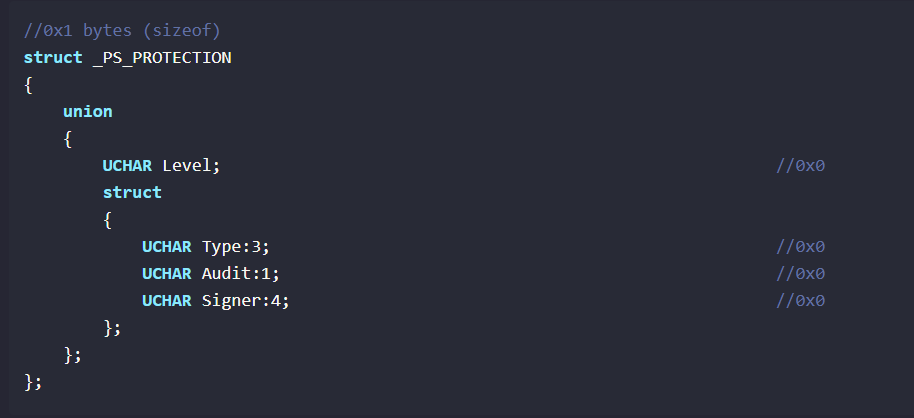 //0x1 bytes (sizeof)
struct _PS_PROTECTION
{
    union
    {
        UCHAR Level;                                                        //0x0
        struct
        {
            UCHAR Type:3;                                                   //0x0
            UCHAR Audit:1;                                                  //0x0
            UCHAR Signer:4;                                                 //0x0
        };
    };
};